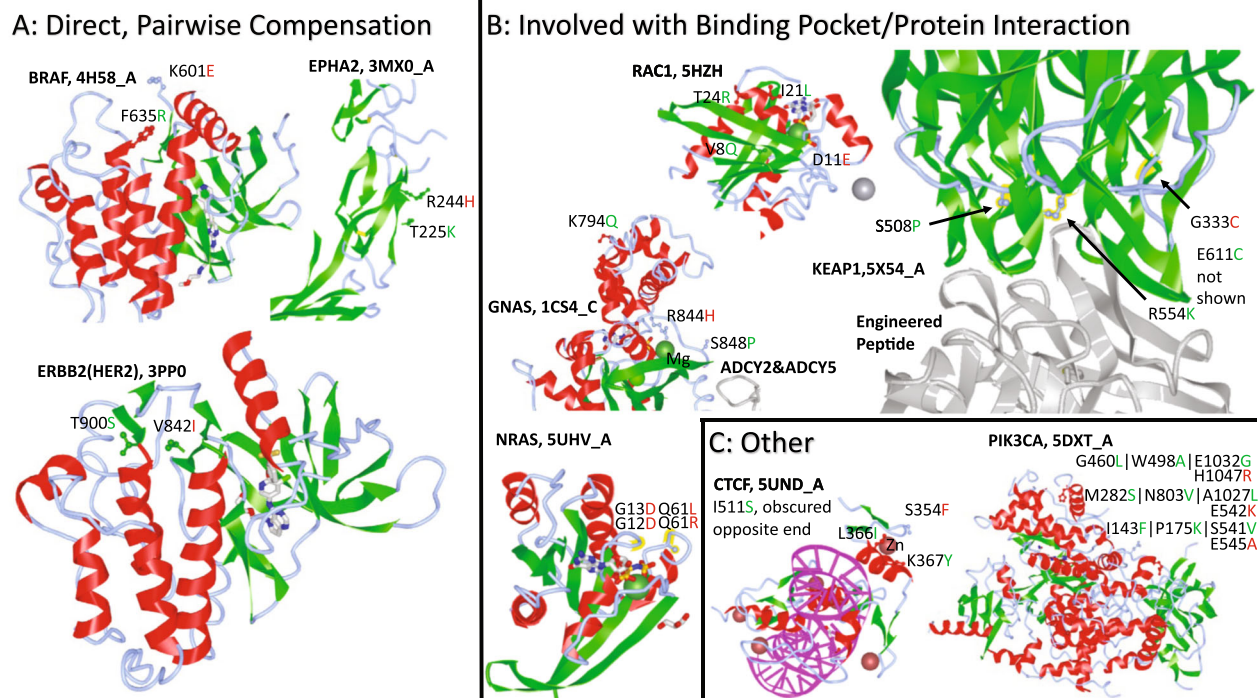 A: Direct, Pairwise Compensation
BRAF, 4H58_A
K601E
F635R
EPHA2, 3MX0_A
R244H
T225K
ERBB2(HER2), 3PP0
T900S
V842I
B: Involved with Binding Pocket/Protein Interaction
RAC1, 5HZH
T24R
I21L
V8Q
D11E
K794Q
GNAS, 1CS4_C
R844H
S848P
Mg
ADCY2&ADCY5
KEAP1,5X54_A
S508P
G333C
E611C
not
shown
R554K
Engineered
Peptide
NRAS, 5UHV_A
G13D Q61L
G12D Q61R
C: Other
CTCF, 5UND_A
I511S, obscured
opposite end
S354F
L366I
Zn
K367Y
PIK3CA, 5DXT_A
G460L|W498A|E1032G
H1047R
M282S|N803V|A1027L
E542K
I143F|P175K|S541V
E545A